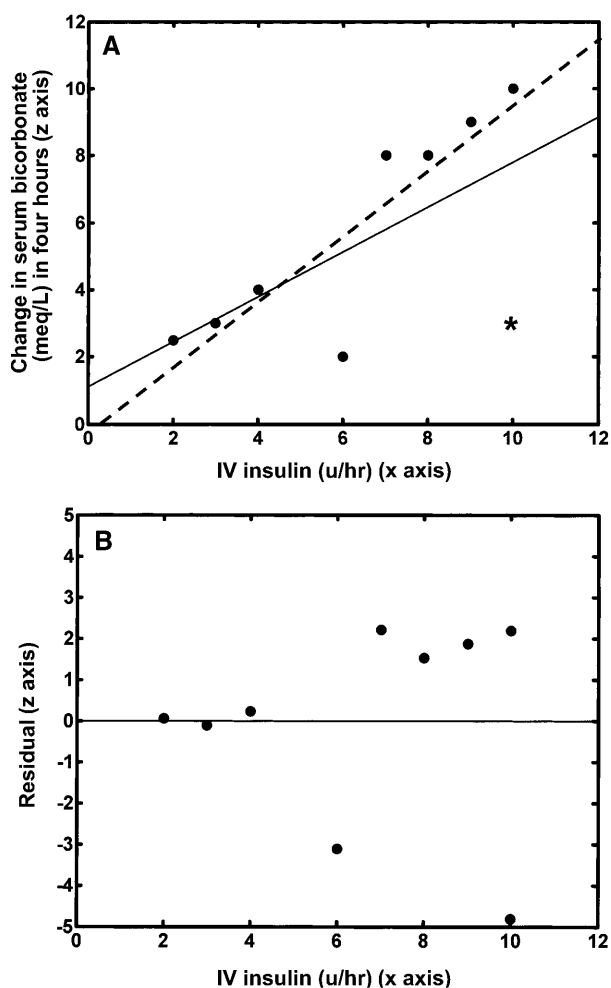 A
12
10
8
6
4
2
0
0 2 4 6 8 10 12
Change in serum bicorbonate
(meq/L) in four hours (z axis)
*
IV insulin (u/hr) (x axis)
B
5
4
3
2
1
0
-1
-2
-3
-4
-5
0 2 4 6 8 10 12
Residual (z axis)
IV insulin (u/hr) (x axis)